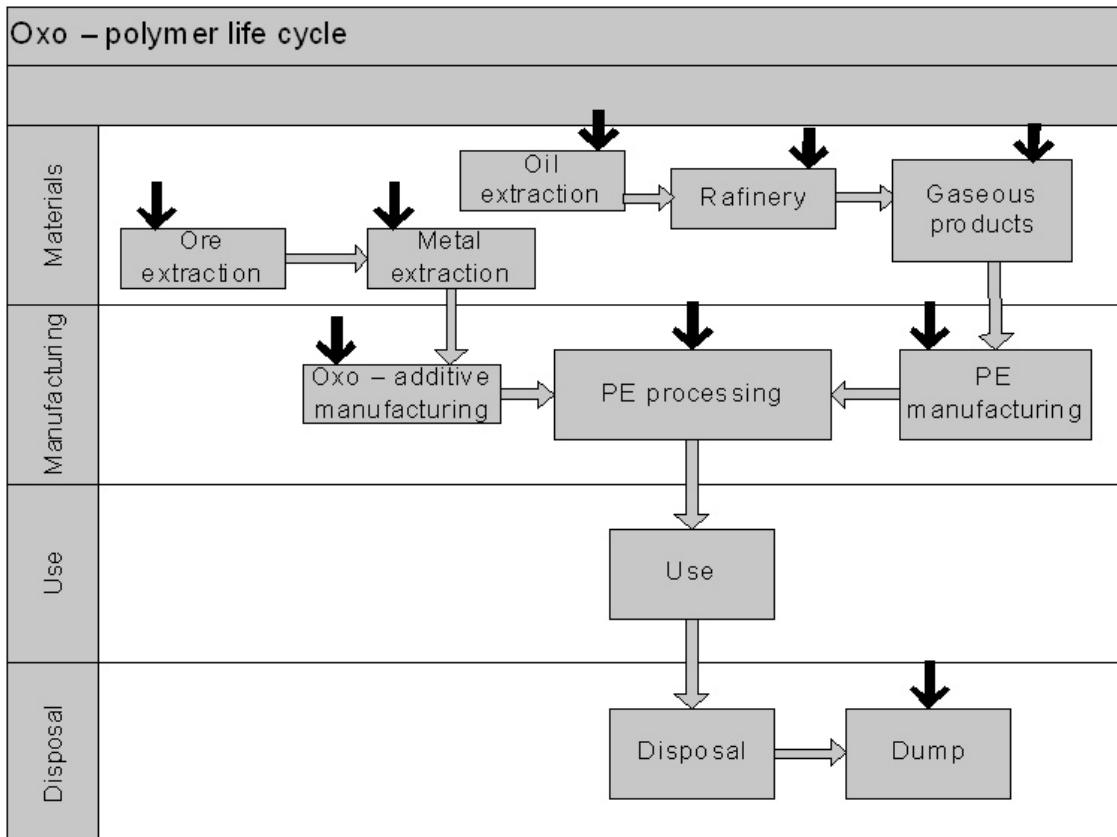 Oxo – polymer life cycle
Materials
Oil
extraction
Rafinery
Gaseous
products
Ore
extraction
Metal
extraction
Manufacturing
Oxo – additive
manufacturing
PE processing
PE
manufacturing
Use
Use
Disposal
Disposal
Dump